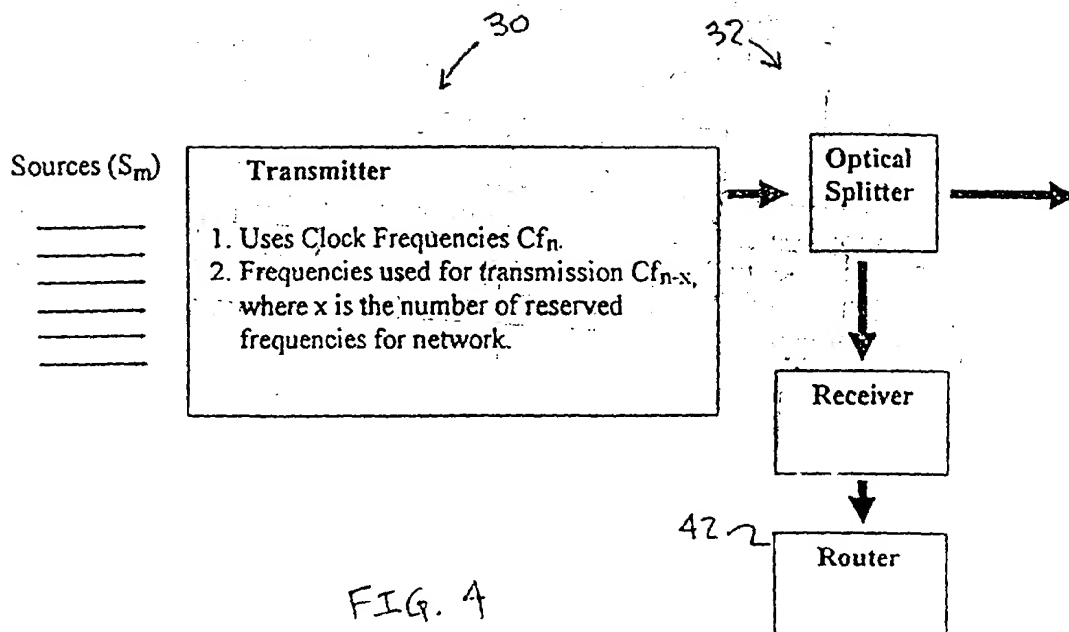 30
32
Sources (Sm)
Transmitter
1. Uses Clock Frequencies Cfn.
2. Frequencies used for transmission Cfn-x,
where x is the number of reserved
frequencies for network.
Optical
Splitter
Receiver
42
Router
FIG. 4